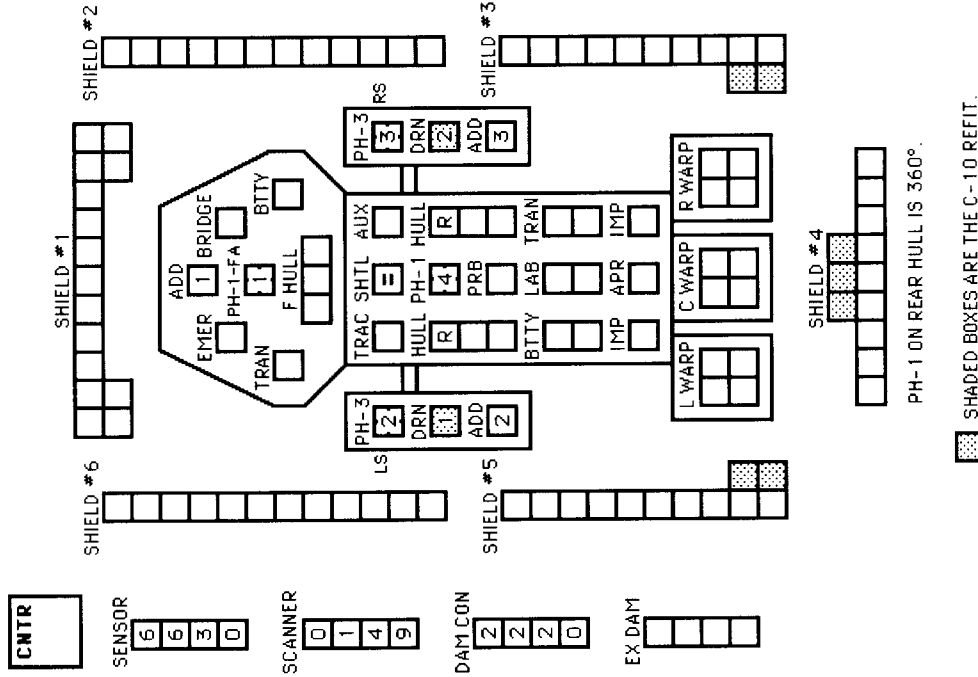 SHIELD #1
SHIELD #2
SHIELD #3
SHIELD #4
SHIELD #5
SHIELD #6
ADD
1
EMER
BRIDGE
PH-1-FA
1
TRAN
BTTY
F HULL
LS
PH-3
2
DRN
1
ADD
2
RS
PH-3
3
DRN
2
ADD
3
TRAC SHTL AUX
=
HULL PH-1 HULL
R 4 R
PRB
BTTY LAB TRAN
IMP APR IMP
L WARP C WARP R WARP
PH-1 ON REAR HULL IS 360°.
SHADED BOXES ARE THE C-10 REFIT.
CNTR
SENSOR
6
6
3
0
SCANNER
0
1
4
9
DAM CON
2
2
2
0
EX DAM